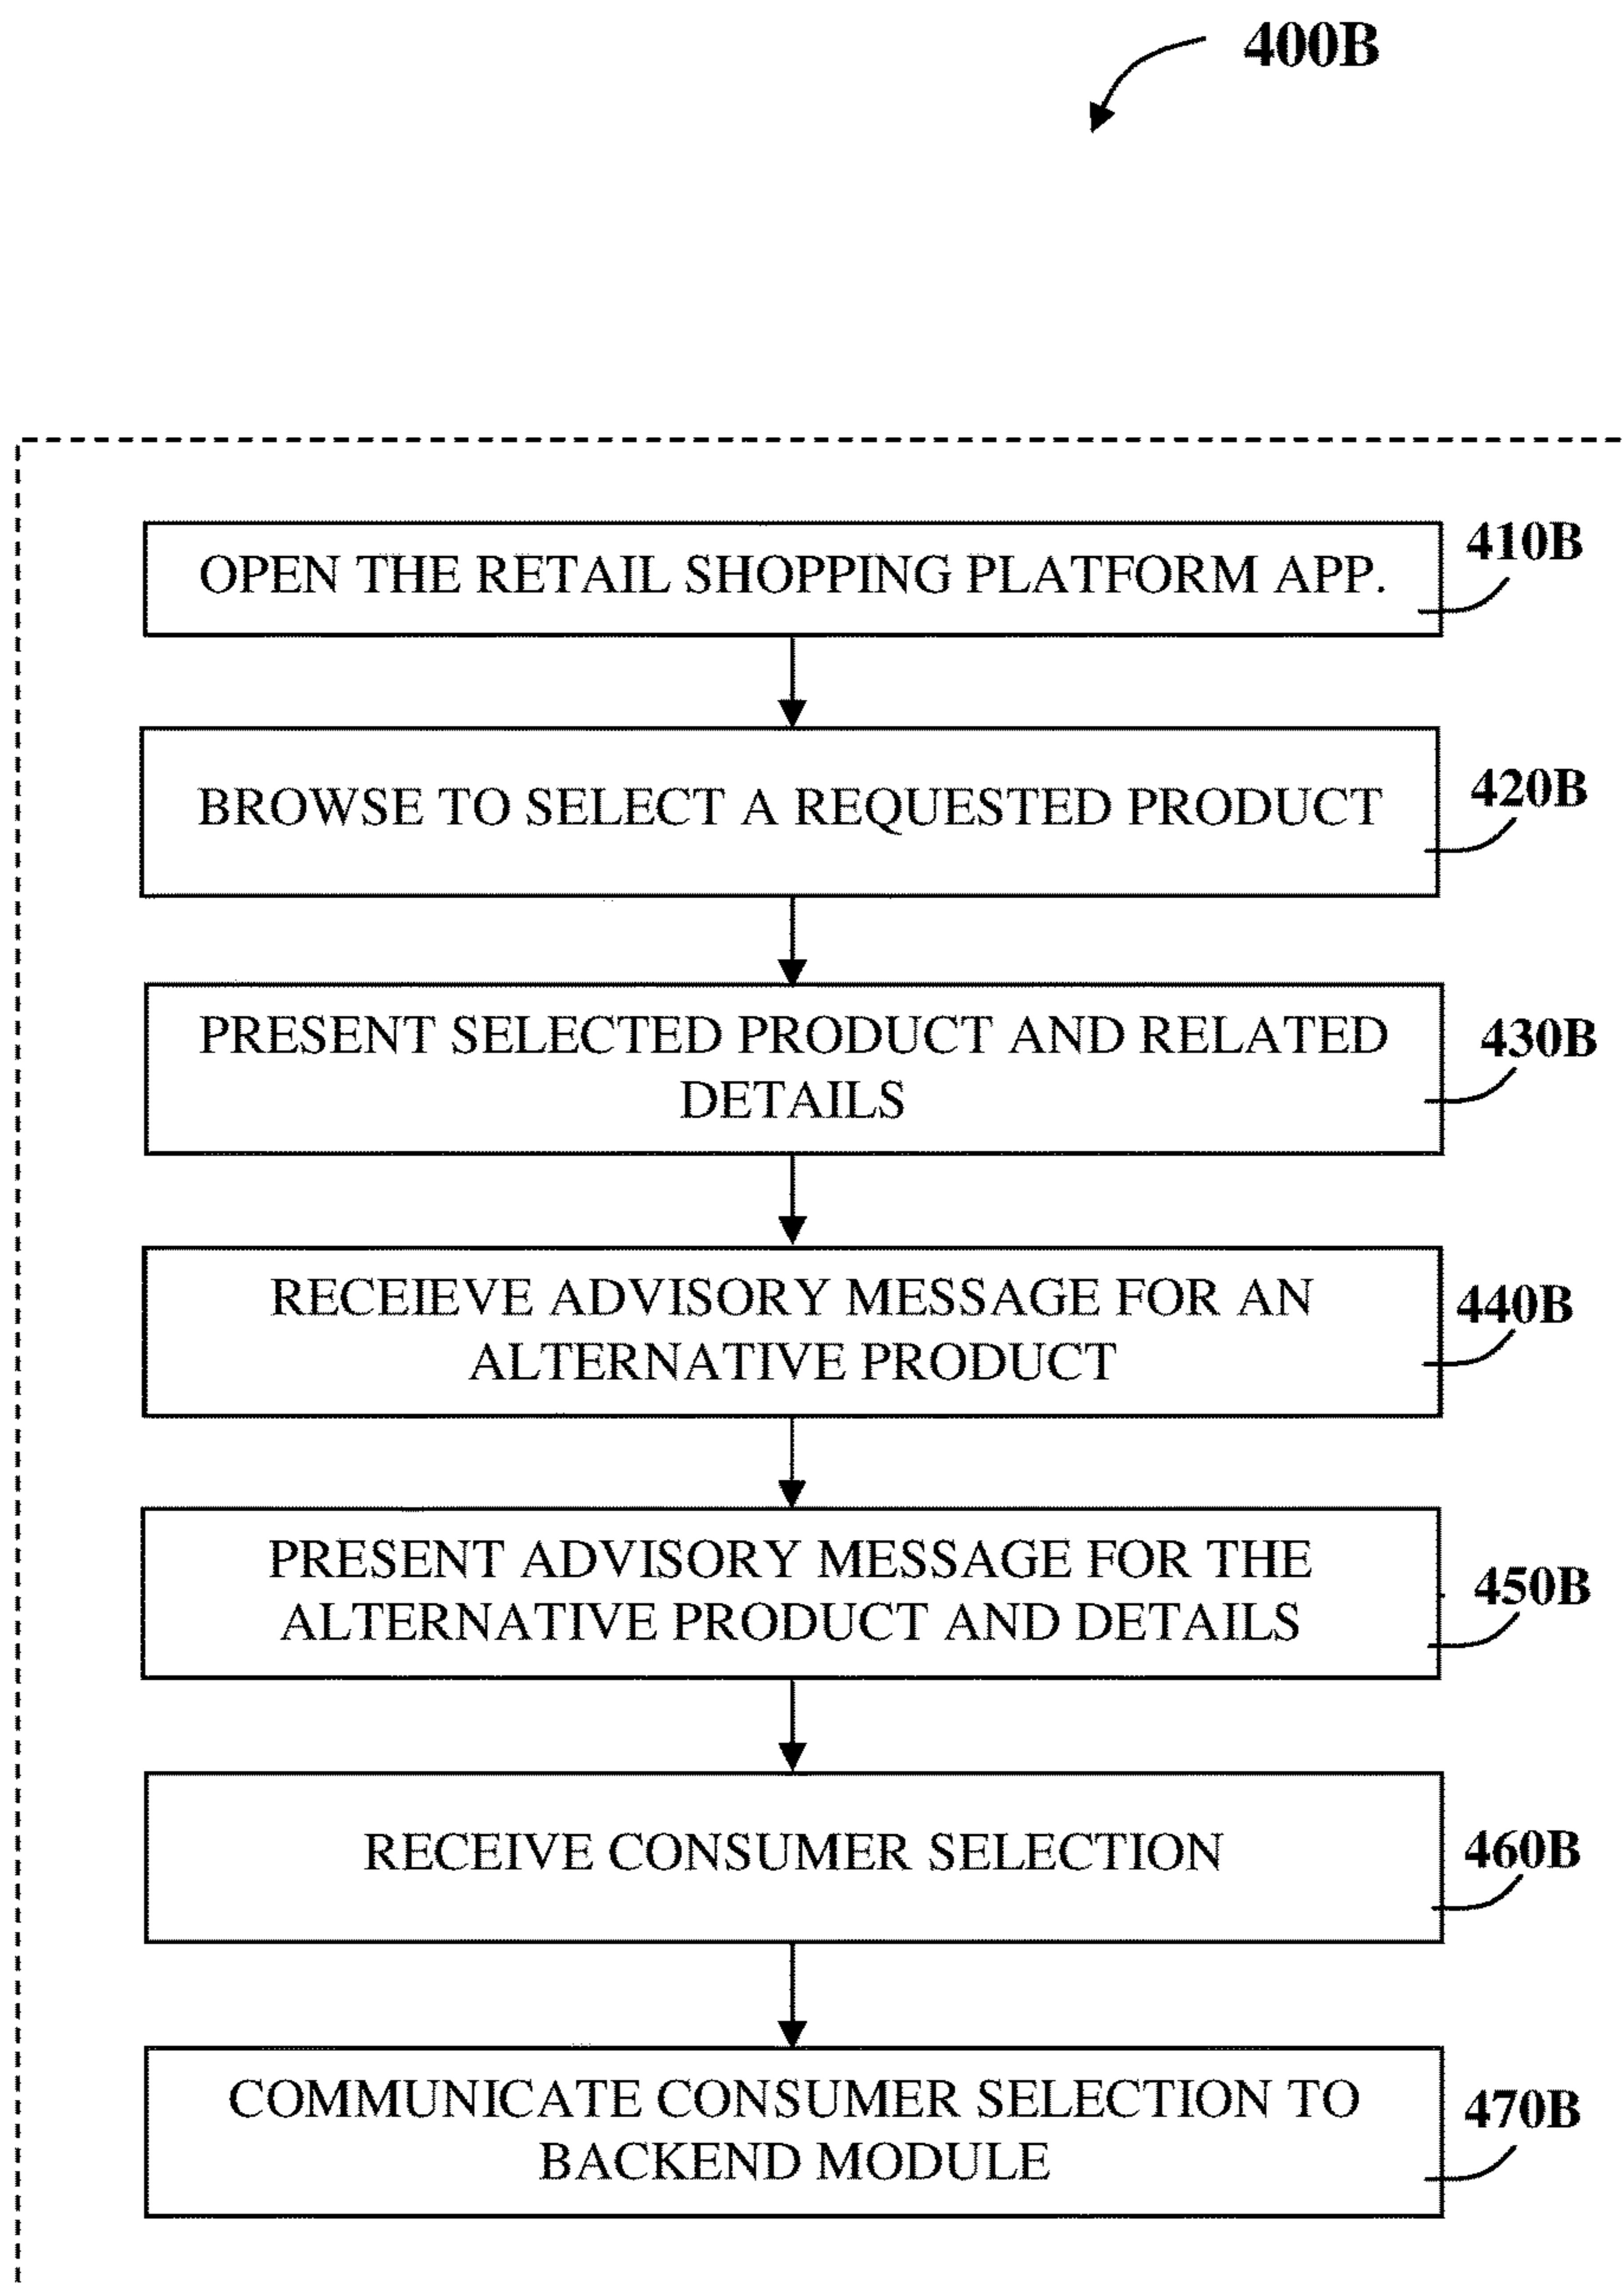 400B
OPEN THE RETAIL SHOPPING PLATFORM APP.
410B
BROWSE TO SELECT A REQUESTED PRODUCT
420B
PRESENT SELECTED PRODUCT AND RELATED
DETAILS
430B
RECEIEVE ADVISORY MESSAGE FOR AN
ALTERNATIVE PRODUCT
440B
PRESENT ADVISORY MESSAGE FOR THE
ALTERNATIVE PRODUCT AND DETAILS
450B
RECEIVE CONSUMER SELECTION
460B
COMMUNICATE CONSUMER SELECTION TO
BACKEND MODULE
470B